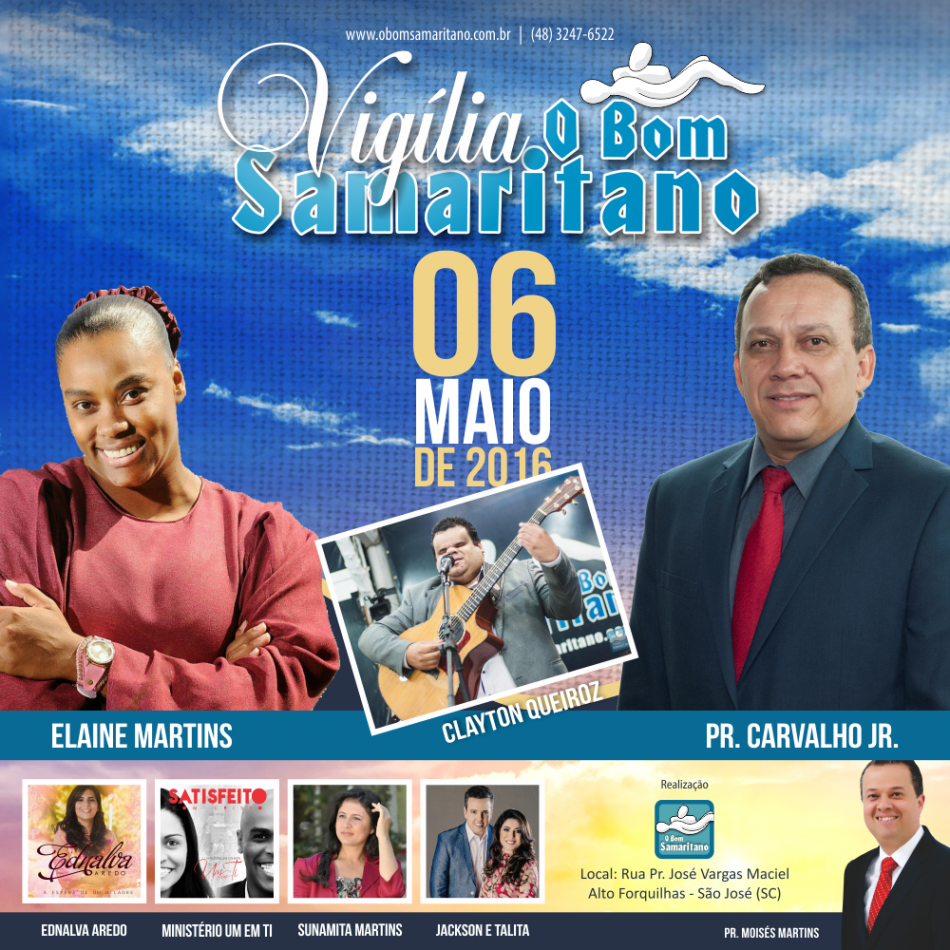 www.obomsamaritano.com.br | (48) 3247-6522
Vigília O Bom
Samaritano
06
MAIO
DE 2016
ELAINE MARTINS
CLAYTON QUEIROZ
PR. CARVALHO JR.
Ednalva
AREDO
SATISFEITO
Realização
O Bom
Samaritano
Local: Rua Pr. José Vargas Maciel
Alto Forquilhas - São José (SC)
EDNALVA AREDO
MINISTÉRIO UM EM TI
SUNAMITA MARTINS
JACKSON E TALITA
PR. MOISÉS MARTINS